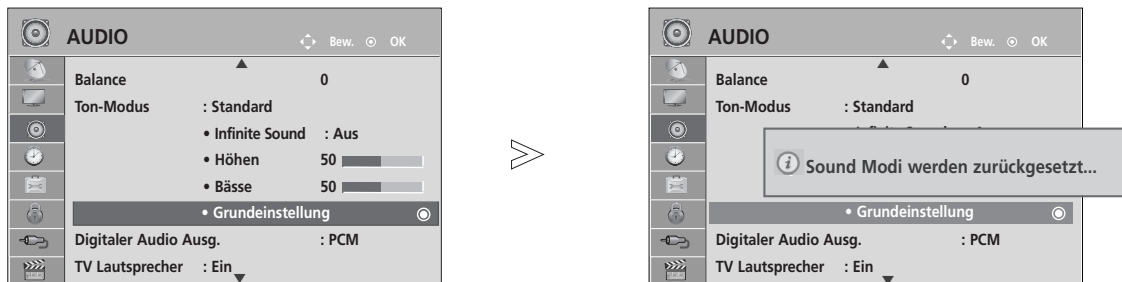 AUDIO
Bew. OK
Balance 0
Ton-Modus : Standard
• Infinite Sound : Aus
• Höhen 50
• Bässe 50
• Grundeinstellung
Digitaler Audio Ausg. : PCM
TV Lautsprecher : Ein
AUDIO
Bew. OK
Balance 0
Ton-Modus : Standard
i Sound Modi werden zurückgesetzt...
• Grundeinstellung
Digitaler Audio Ausg. : PCM
TV Lautsprecher : Ein